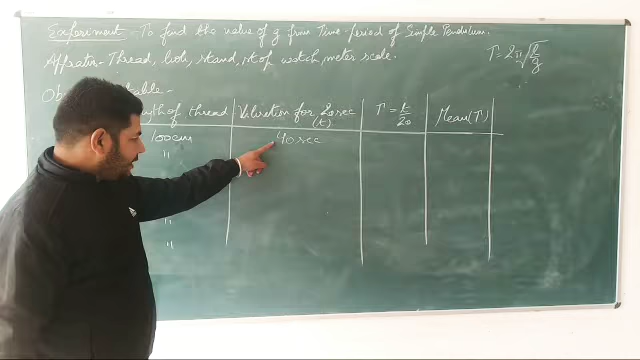 Experiment - To find the value of g from Time-period of Simple Pendulum.
Apparatus - Thread, bob, stand, stop watch, meter scale.
T = 2π√l/g
Ob table -
gth of thread Vibration for 20 sec (t) T = t/20 Mean (T)
100cm 40 sec
"
"
"